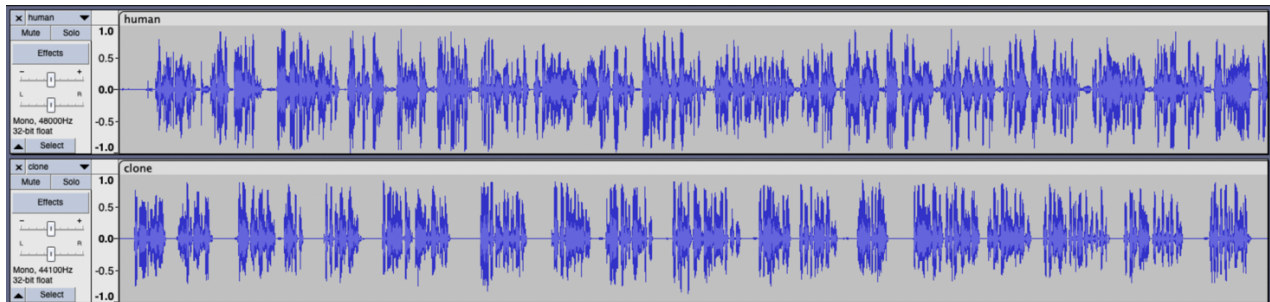 × human ▼
human
Mute Solo
Effects
- +
L R
Mono, 48000Hz
32-bit float
▲ Select
1.0
0.5-
0.0-
-0.5-
-1.0
× clone ▼
clone
Mute Solo
Effects
- +
L R
Mono, 44100Hz
32-bit float
▲ Select
1.0
0.5-
0.0-
-0.5-
-1.0